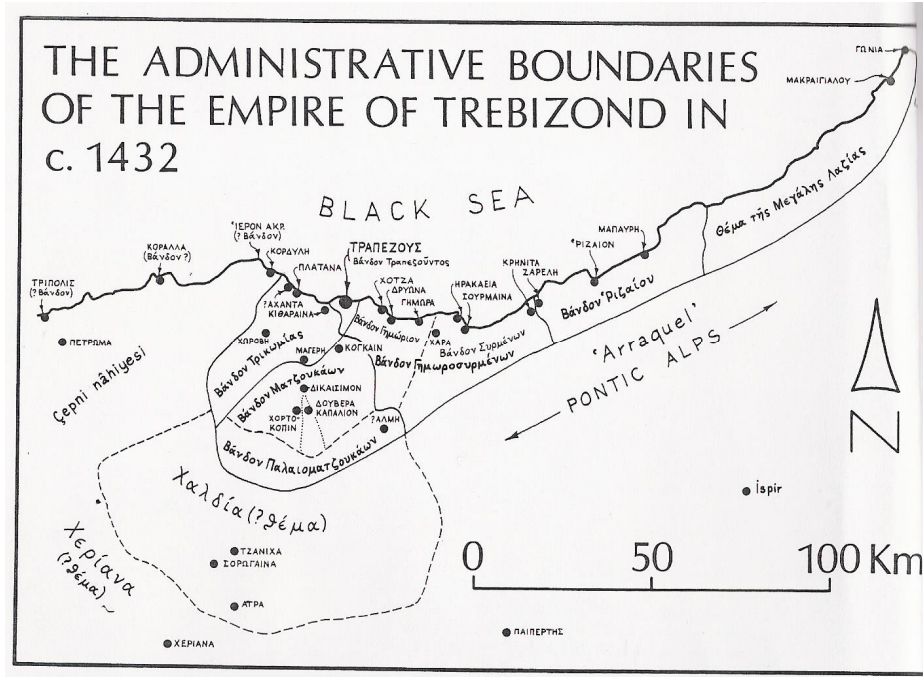 THE ADMINISTRATIVE BOUNDARIES
OF THE EMPIRE OF TREBIZOND IN
c. 1432
BLACK SEA
ΓΩΝΙΑ
ΜΑΚΡΑΙΓΙΑΛΟΥ
Θέμα τῆς Μεγάλης Λαζίας
ΜΑΠΑΥΡΗ
ῬΙΖΑΙΟΝ
ΚΡΗΝΙΤΑ
ΖΑΡΕΛΗ
Βάνδον Ῥιζαίου
ἹΕΡΟΝ ΑΚΡ.
(? Βάνδον)
ΚΟΡΔΥΛΗ
ΠΛΑΤΑΝΑ
ΤΡΑΠΕΖΟΥΣ
Βάνδον Τραπεζοῦντος
ΧΟΤΖΑ
ΔΡΥΩΝΑ
ΓΗΜΩΡΑ
ΗΡΑΚΛΕΙΑ
ΣΟΥΡΜΑΙΝΑ
ΚΟΡΑΛΛΑ
(Βάνδον ?)
ΤΡΙΠΟΛΙΣ
(? Βάνδον)
ΠΕΤΡΩΜΑ
Çepni nâhiyesi
?ΑΧΑΝΤΑ
ΚΙΘΑΡΑΙΝΑ
ΧΩΡΟΒΗ
Βάνδον Τρικωμίας
ΜΑΓΕΡΗ
ΚΟΓΚΑΙΝ
Βάνδον Γημώριον
ΧΑΡΑ
Βάνδον Συρμένων
Βάνδον Γημωροσυρμένων
Βάνδον Ματζουκάων
ΔΙΚΑΙΣΙΜΟΝ
ΔΟΥΒΕΡΑ
ΚΑΠΑΛΙΟΝ
ΧΟΡΤΟ-
ΚΟΠΙΝ
?ΑΛΜΗ
Βάνδον Παλαιοματζουκάων
'Arraquel'
PONTIC ALPS
N
Χαλδία (? θέμα)
Χερίανα
(? θέμα)
ΤΖΑΝΙΧΑ
ΣΟΡΩΓΑΙΝΑ
ΑΤΡΑ
ΧΕΡΙΑΝΑ
ΠΑΙΠΕΡΤΗΣ
İspir
0 50 100 Km